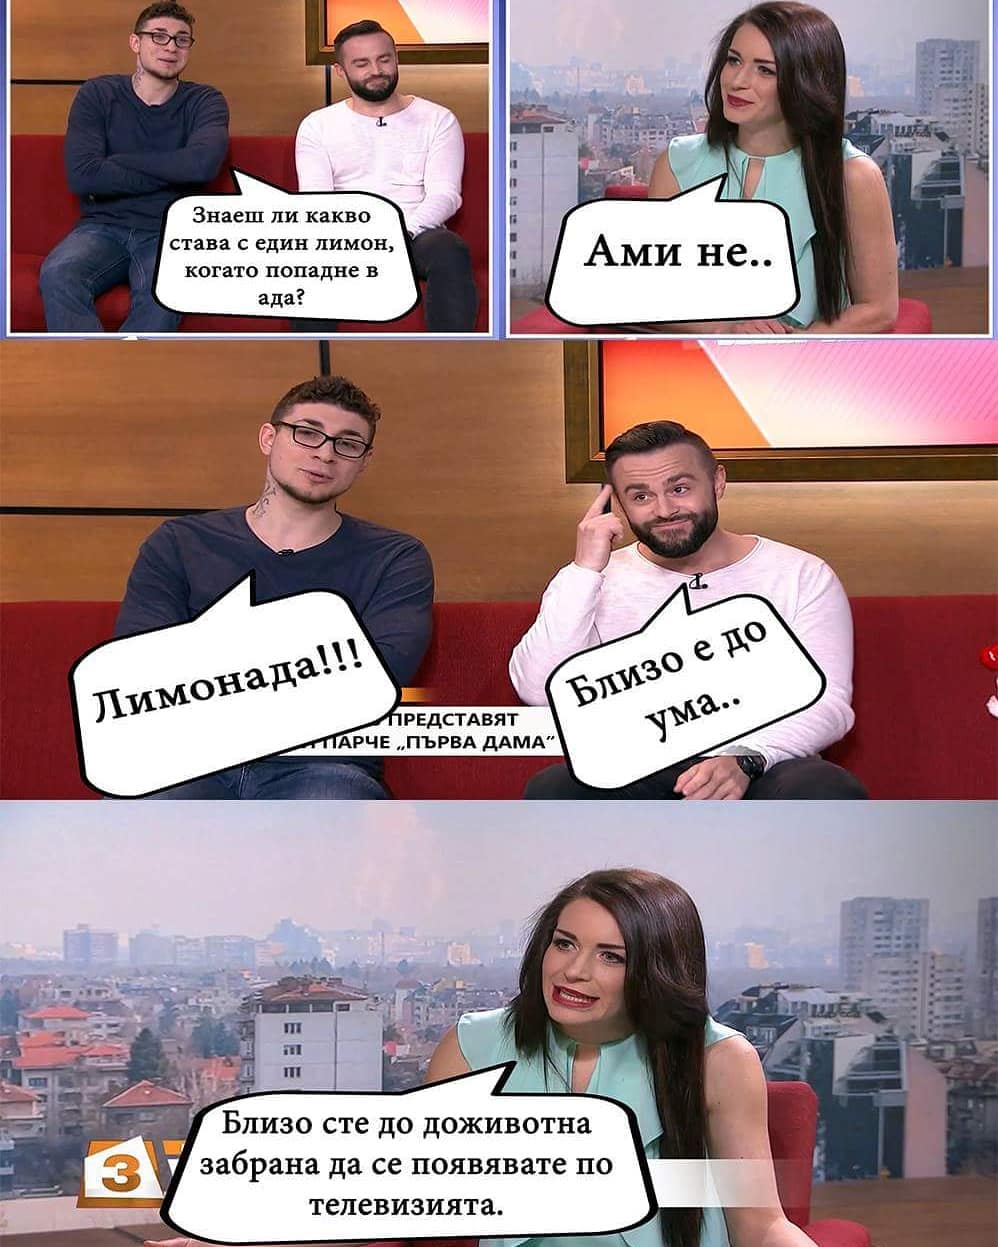 Знаеш ли какво
става с един лимон,
когато попадне в
ада?
Ами не..
Лимонада!!!
Близо е до
ума..
ПРЕДСТАВЯТ
ПАРЧЕ „ПЪРВА ДАМА“
Близо сте до доживотна
забрана да се появявате по
телевизията.
3